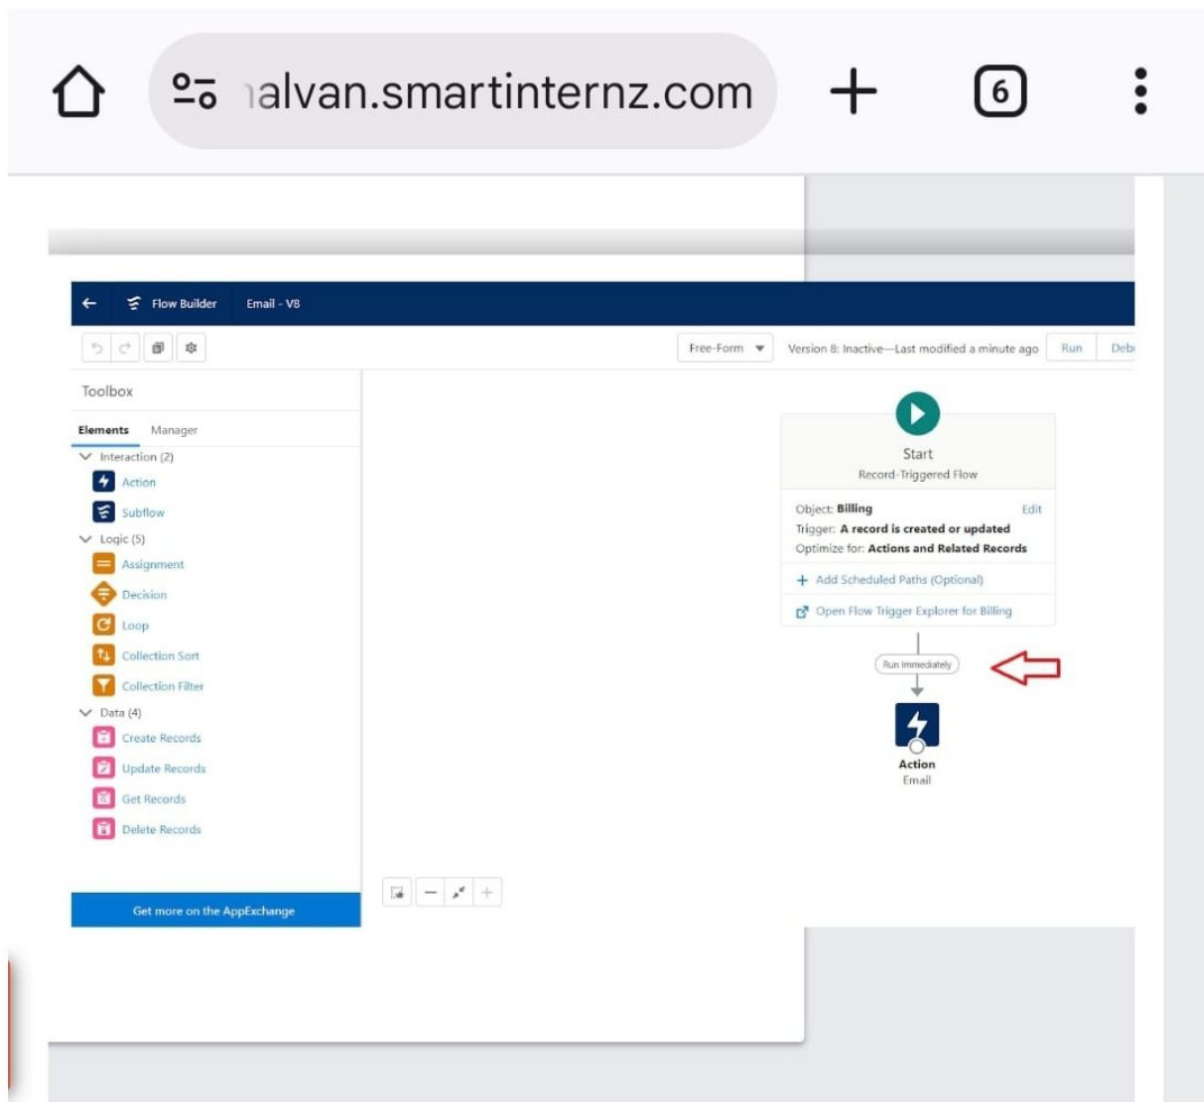 nalvan.smartinternz.com
6
Flow Builder Email - V8
Free-Form Version 8: Inactive—Last modified a minute ago Run Debu
Toolbox
Elements Manager
Interaction (2)
Action
Subflow
Logic (5)
Assignment
Decision
Loop
Collection Sort
Collection Filter
Data (4)
Create Records
Update Records
Get Records
Delete Records
Get more on the AppExchange
Start
Record-Triggered Flow
Object: Billing Edit
Trigger: A record is created or updated
Optimize for: Actions and Related Records
+ Add Scheduled Paths (Optional)
Open Flow Trigger Explorer for Billing
Run Immediately
Action
Email